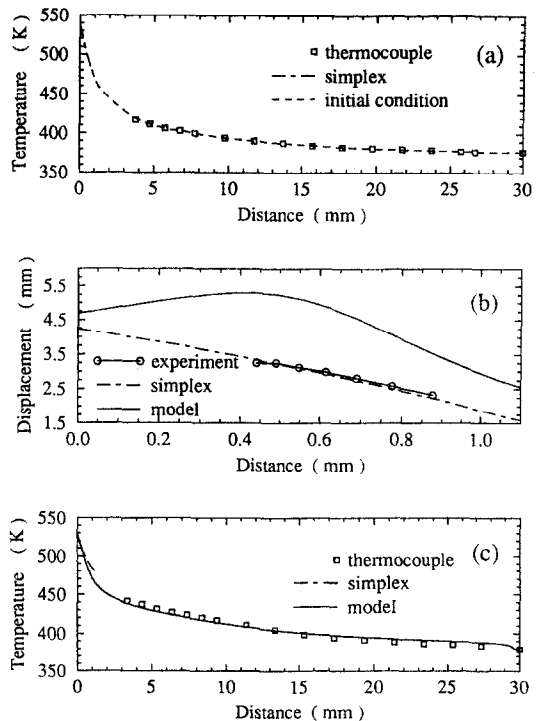 Temperature ( K )
550
500
450
400
350
(a)
thermocouple
simplex
initial condition
0 5 10 15 20 25 30
Distance ( mm )
Displacement ( mm )
5.5
4.5
3.5
2.5
1.5
(b)
experiment
simplex
model
0.0 0.2 0.4 0.6 0.8 1.0
Distance ( mm )
Temperature ( K )
550
500
450
400
350
(c)
thermocouple
simplex
model
0 5 10 15 20 25 30
Distance ( mm )